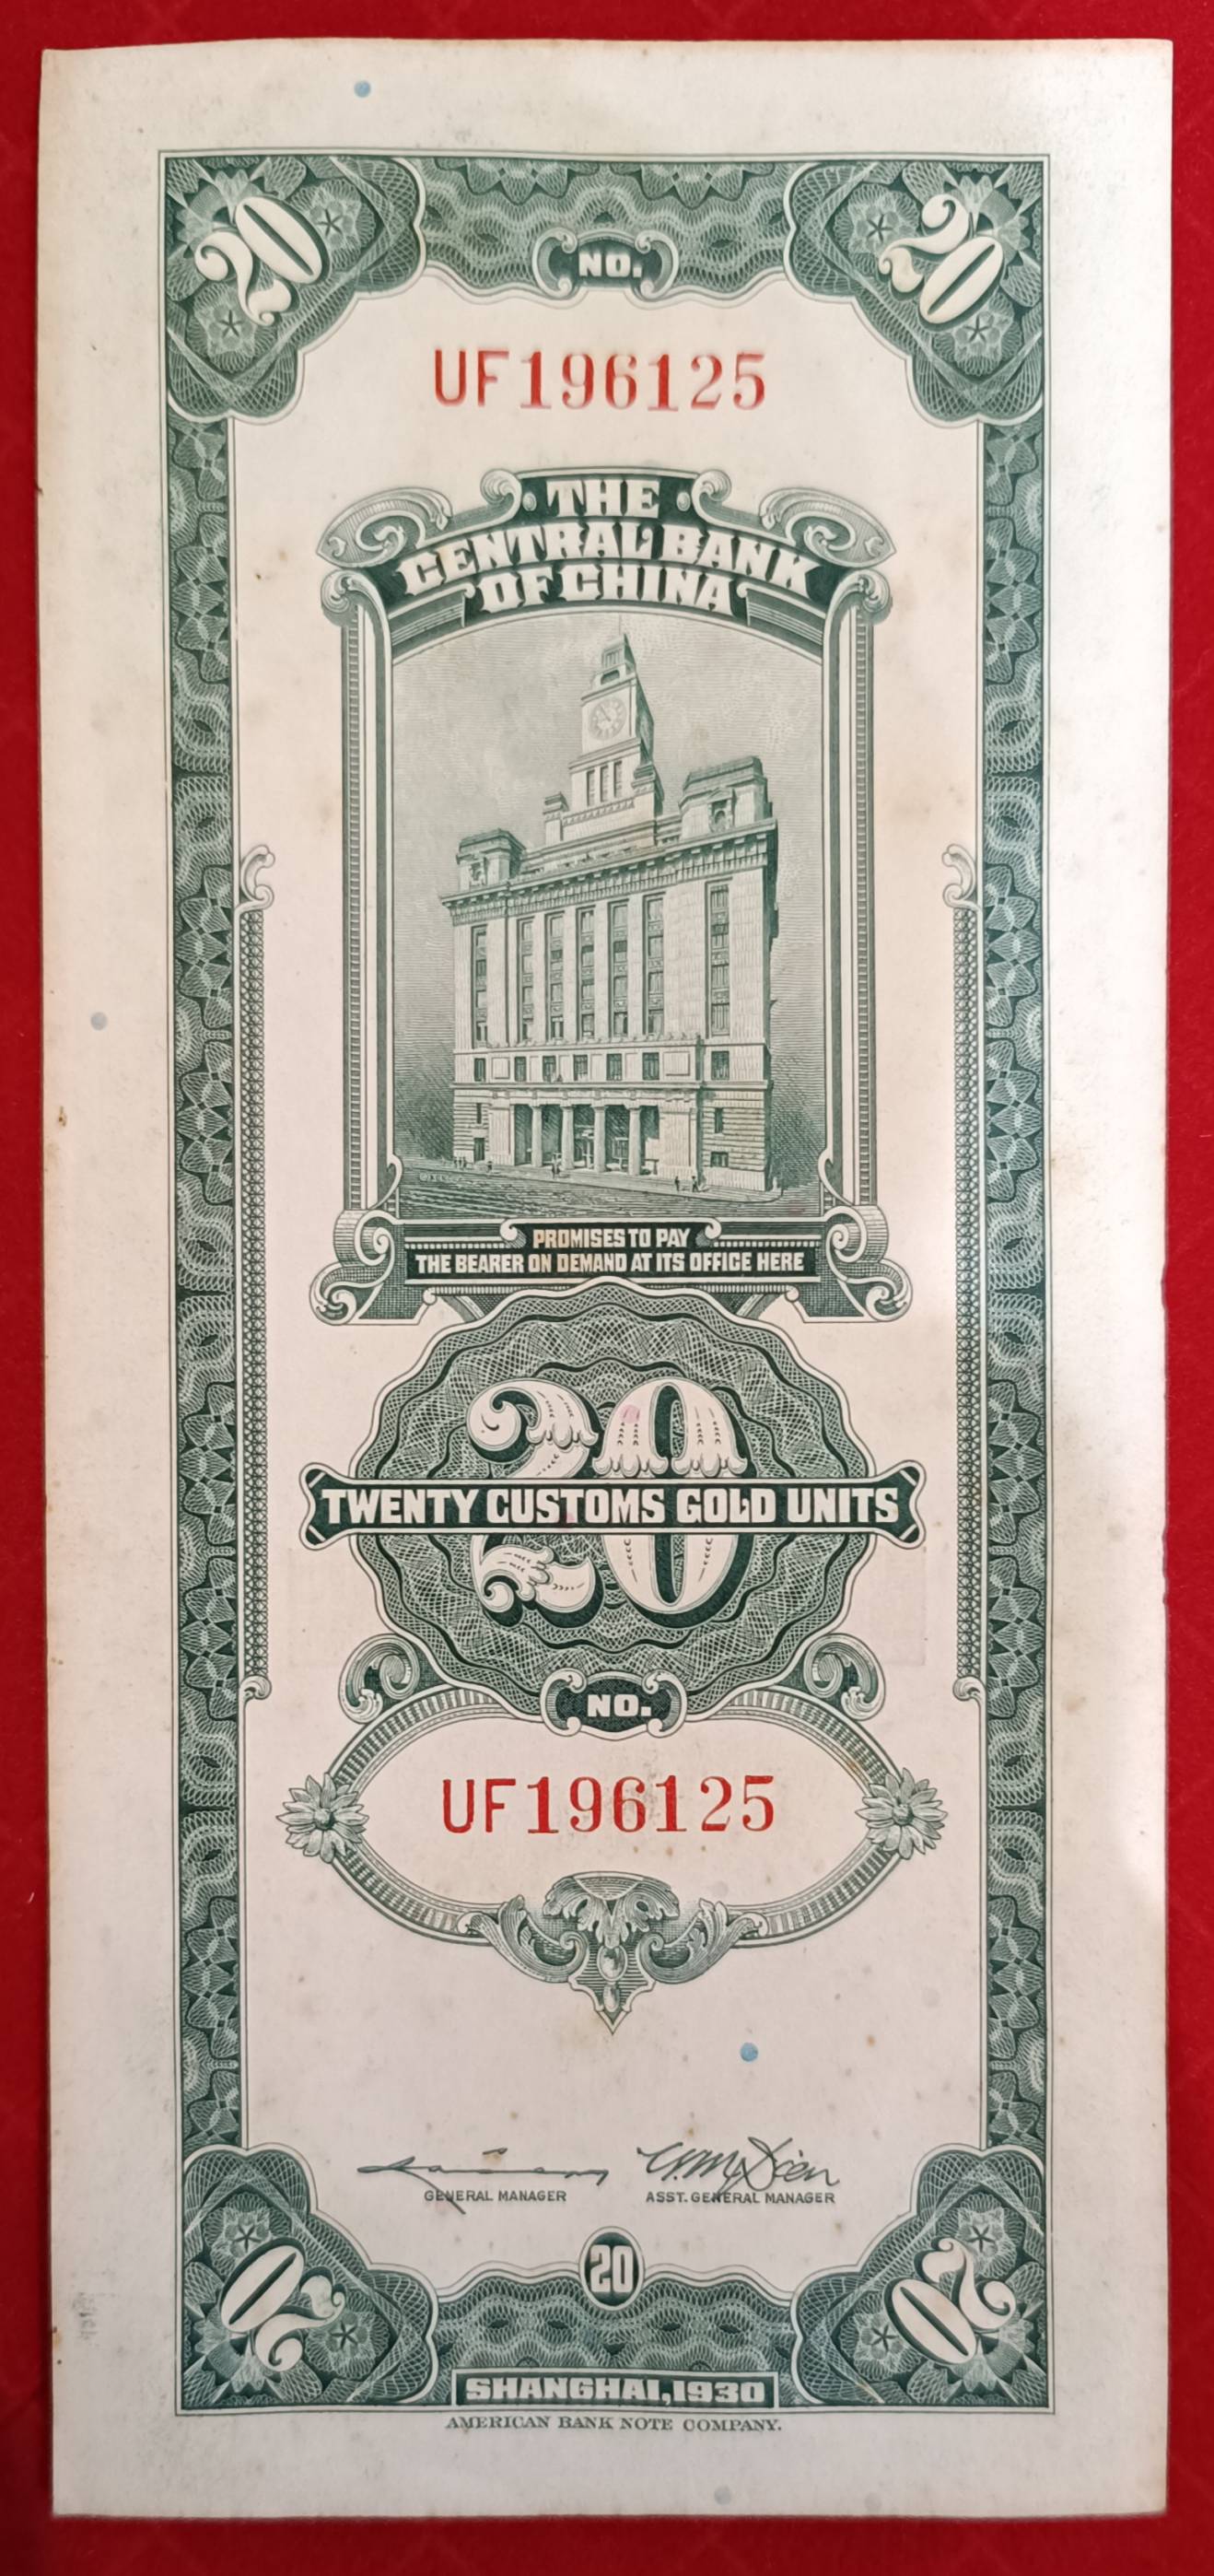 20 20
NO.
UF196125
THE
CENTRAL BANK
OF CHINA
PROMISES TO PAY
THE BEARER ON DEMAND AT ITS OFFICE HERE
20
TWENTY CUSTOMS GOLD UNITS
NO.
UF196125
GENERAL MANAGER ASST. GENERAL MANAGER
20
20 20
SHANGHAI, 1930
AMERICAN BANK NOTE COMPANY.